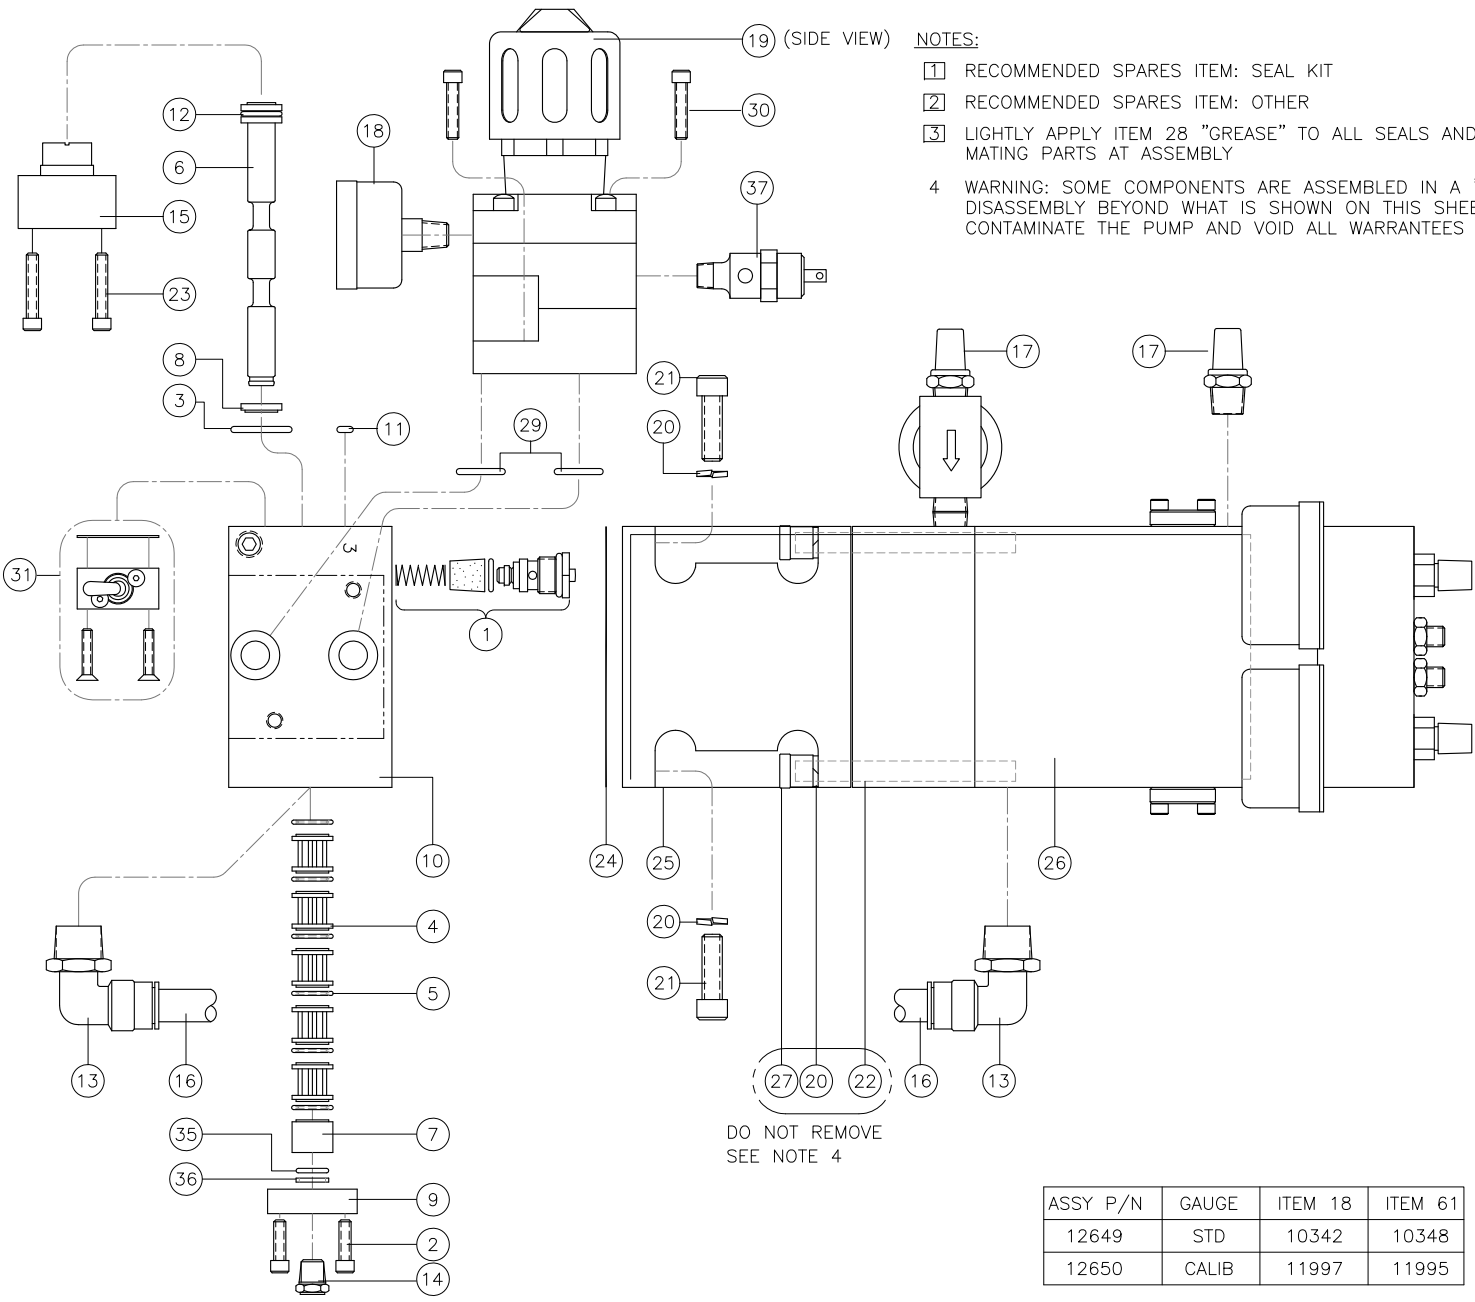 19 (SIDE VIEW)
NOTES:
1 RECOMMENDED SPARES ITEM: SEAL KIT
2 RECOMMENDED SPARES ITEM: OTHER
3 LIGHTLY APPLY ITEM 28 "GREASE" TO ALL SEALS AND
MATING PARTS AT ASSEMBLY
4 WARNING: SOME COMPONENTS ARE ASSEMBLED IN A
DISASSEMBLY BEYOND WHAT IS SHOWN ON THIS SHEE
CONTAMINATE THE PUMP AND VOID ALL WARRANTEES
12
30
18
6
37
15
23
17
17
8
21
3
11
29
20
3
31
1
10
24
25
26
4
20
5
21
13
16
27
20
22
16
13
DO NOT REMOVE
SEE NOTE 4
35
7
36
9
2
14
ASSY P/N GAUGE ITEM 18 ITEM 61
12649 STD 10342 10348
12650 CALIB 11997 11995